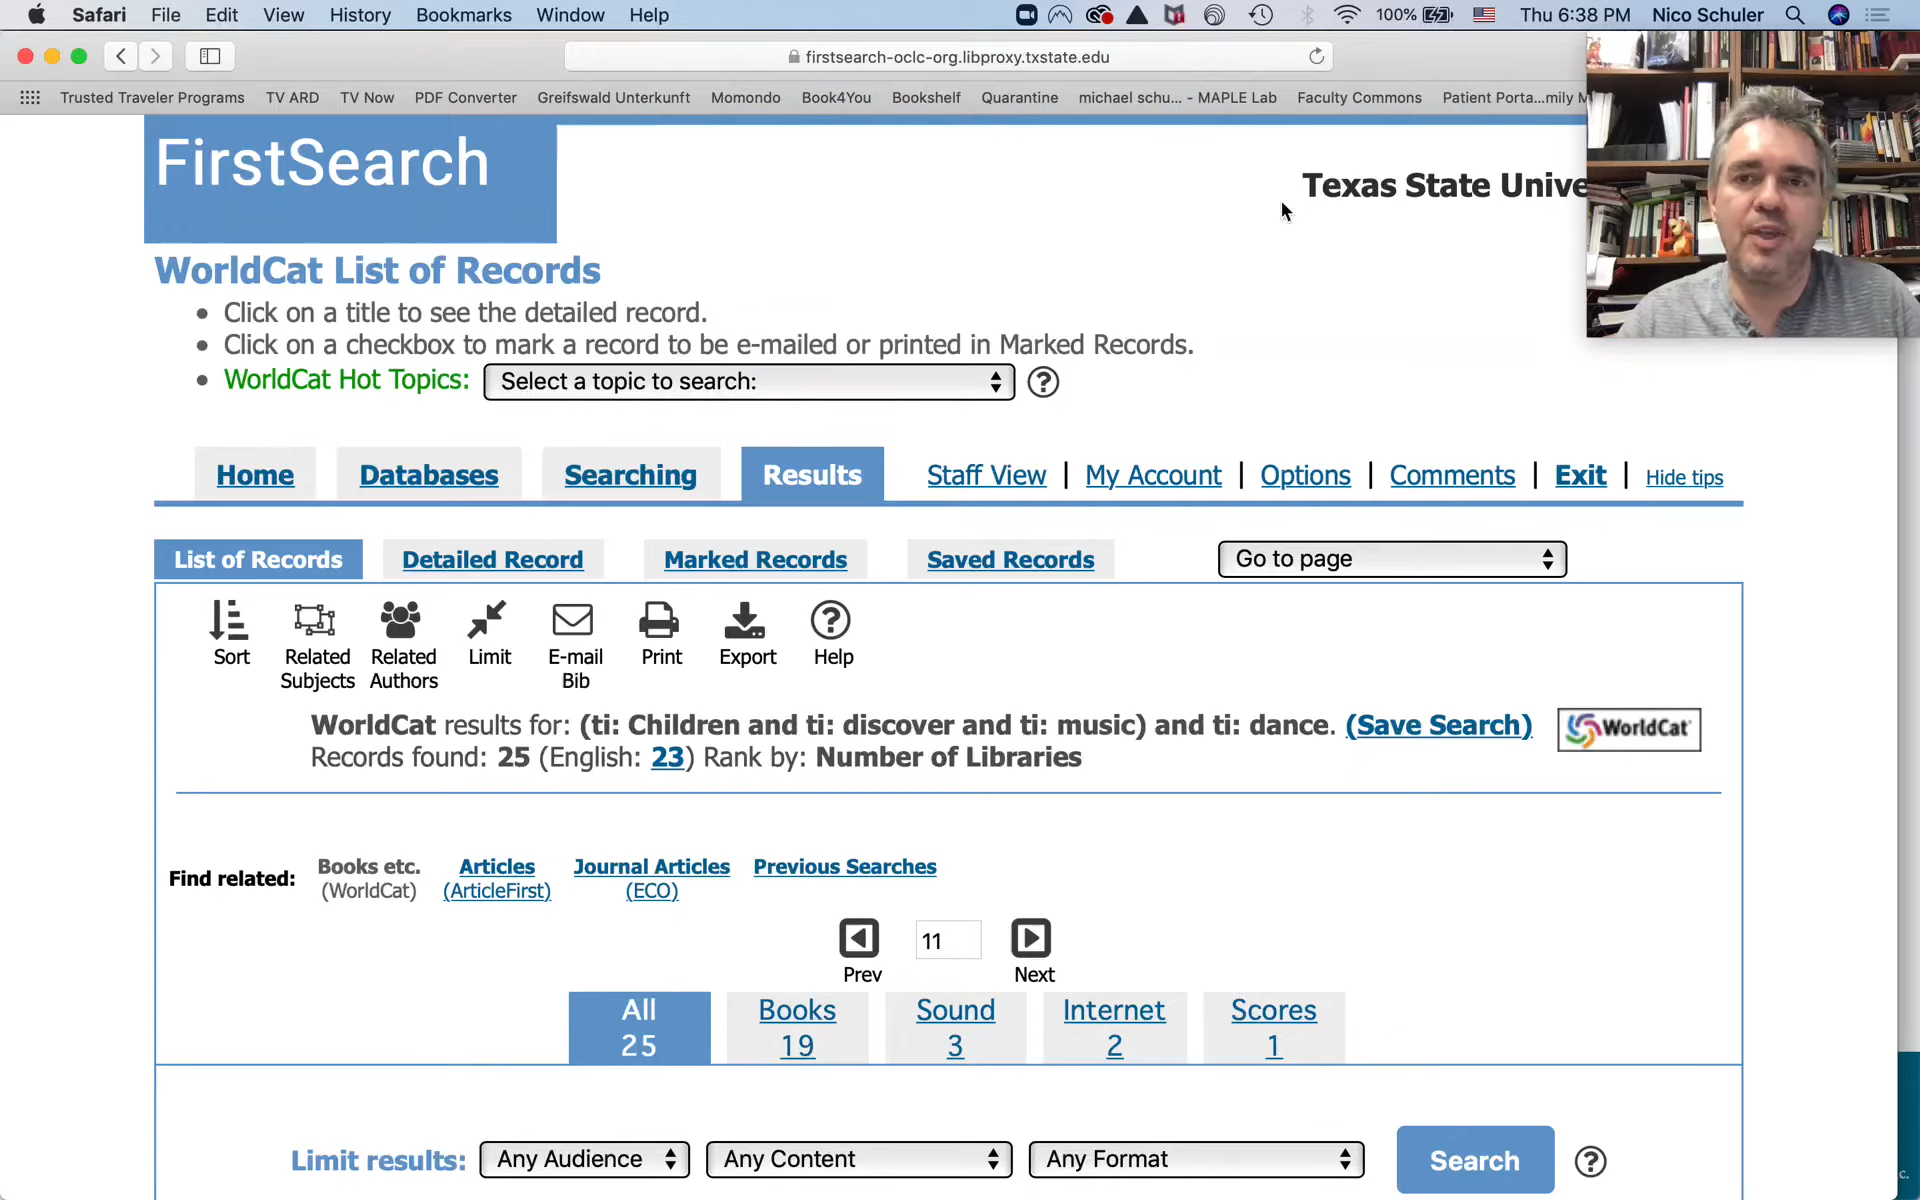 Safari File Edit View History Bookmarks Window Help 100% Thu 6:38 PM Nico Schuler
firstsearch-oclc-org.libproxy.txstate.edu
Trusted Traveler Programs TV ARD TV Now PDF Converter Greifswald Unterkunft Momondo Book4You Bookshelf Quarantine michael schu... - MAPLE Lab Faculty Commons Patient Porta...mily M
FirstSearch
Texas State Unive
WorldCat List of Records
• Click on a title to see the detailed record.
• Click on a checkbox to mark a record to be e-mailed or printed in Marked Records.
• WorldCat Hot Topics: Select a topic to search: ?
Home Databases Searching Results Staff View | My Account | Options | Comments | Exit | Hide tips
List of Records Detailed Record Marked Records Saved Records Go to page
Sort Related Subjects Related Authors Limit E-mail Bib Print Export Help
WorldCat results for: (ti: Children and ti: discover and ti: music) and ti: dance. (Save Search) WorldCat
Records found: 25 (English: 23) Rank by: Number of Libraries
Find related: Books etc. (WorldCat) Articles (ArticleFirst) Journal Articles (ECO) Previous Searches
11
Prev Next
All Books Sound Internet Scores
25 19 3 2 1
Limit results: Any Audience Any Content Any Format Search ?
c.